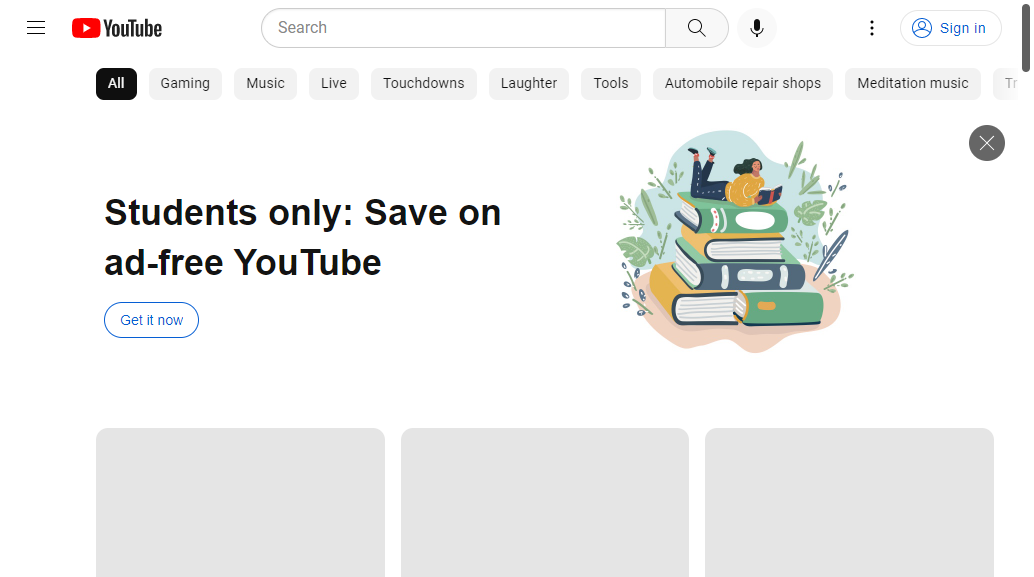 YouTube
Search
Sign in
All
Gaming
Music
Live
Touchdowns
Laughter
Tools
Automobile repair shops
Meditation music
Students only: Save on
ad-free YouTube
Get it now